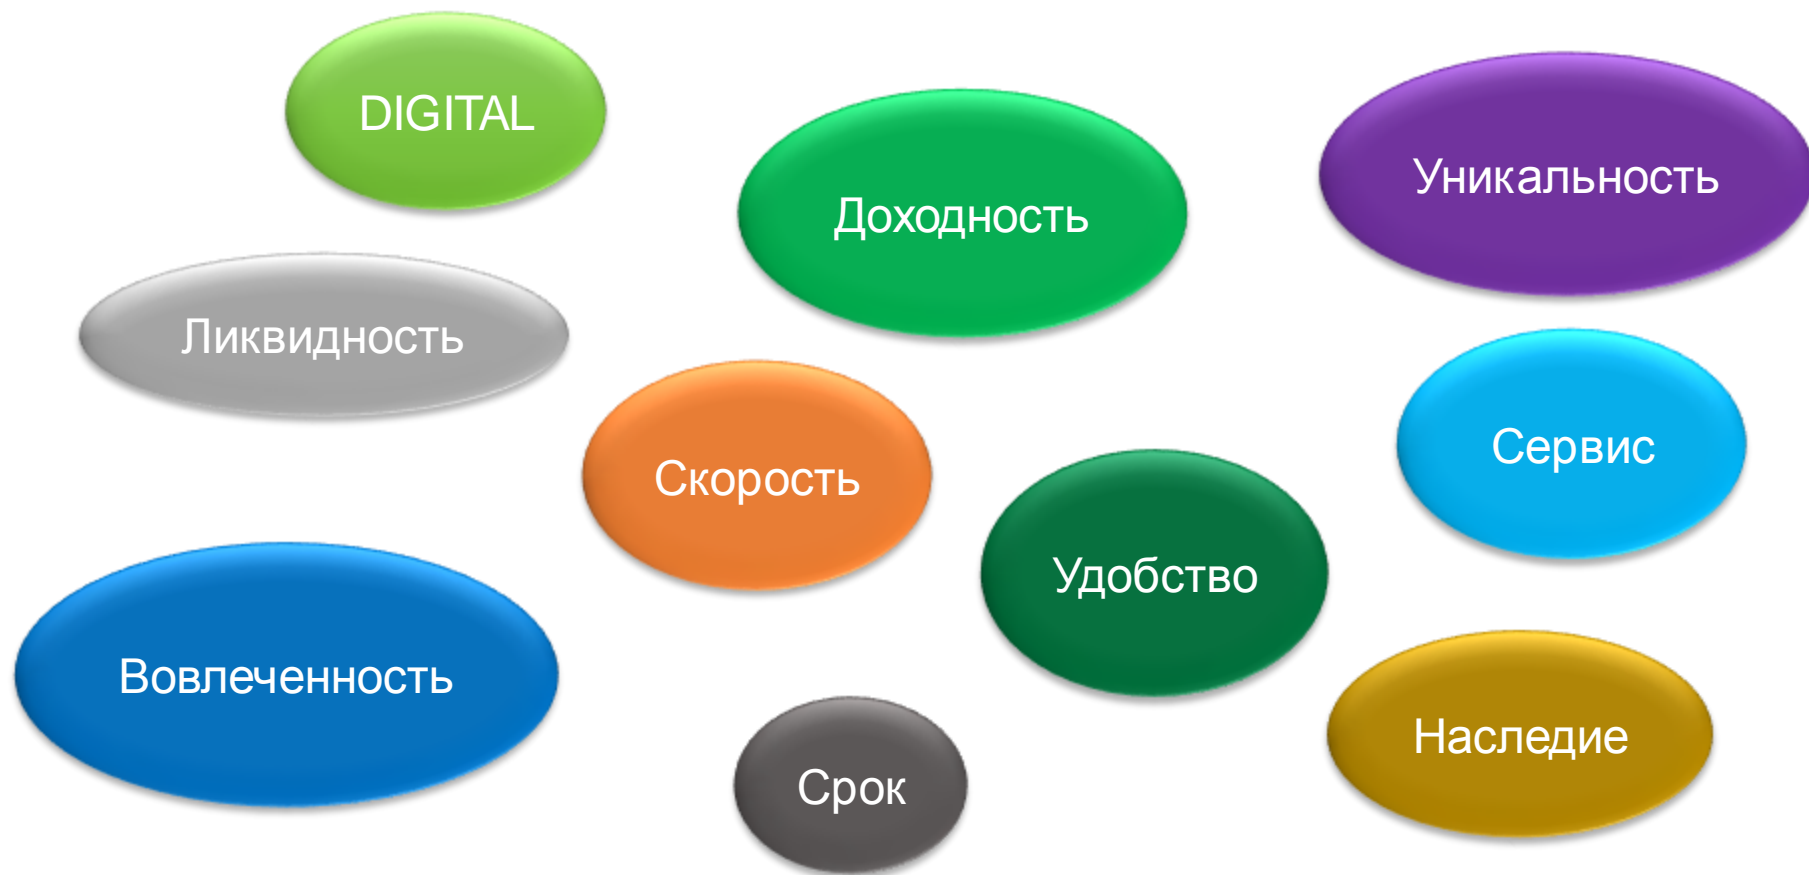 DIGITAL
Доходность
Уникальность
Ликвидность
Скорость
Сервис
Удобство
Вовлеченность
Срок
Наследие